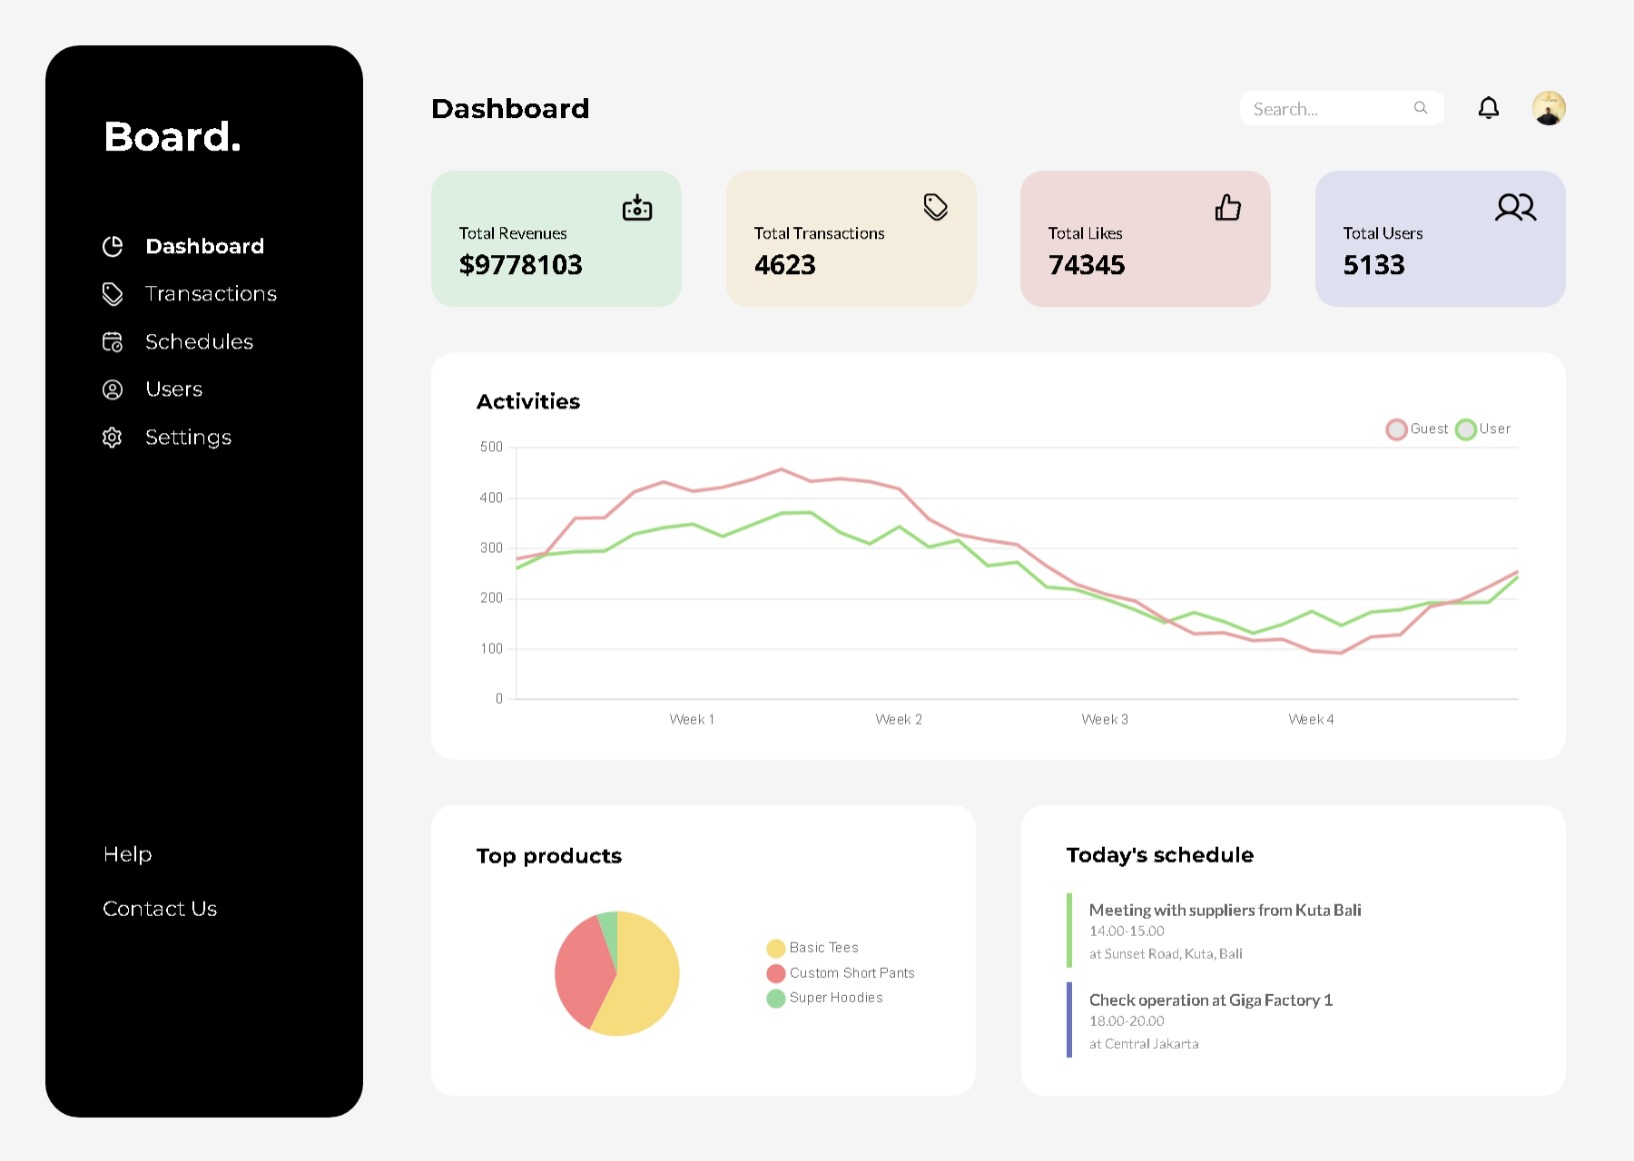 Board.
Dashboard
Transactions
Schedules
Users
Settings
Help
Contact Us
Dashboard
Search...
Total Revenues
$9778103
Total Transactions
4623
Total Likes
74345
Total Users
5133
Activities
Guest User
500
400
300
200
100
0
Week 1 Week 2 Week 3 Week 4
Top products
Basic Tees
Custom Short Pants
Super Hoodies
Today's schedule
Meeting with suppliers from Kuta Bali
14.00-15.00
at Sunset Road, Kuta, Bali
Check operation at Giga Factory 1
18.00-20.00
at Central Jakarta